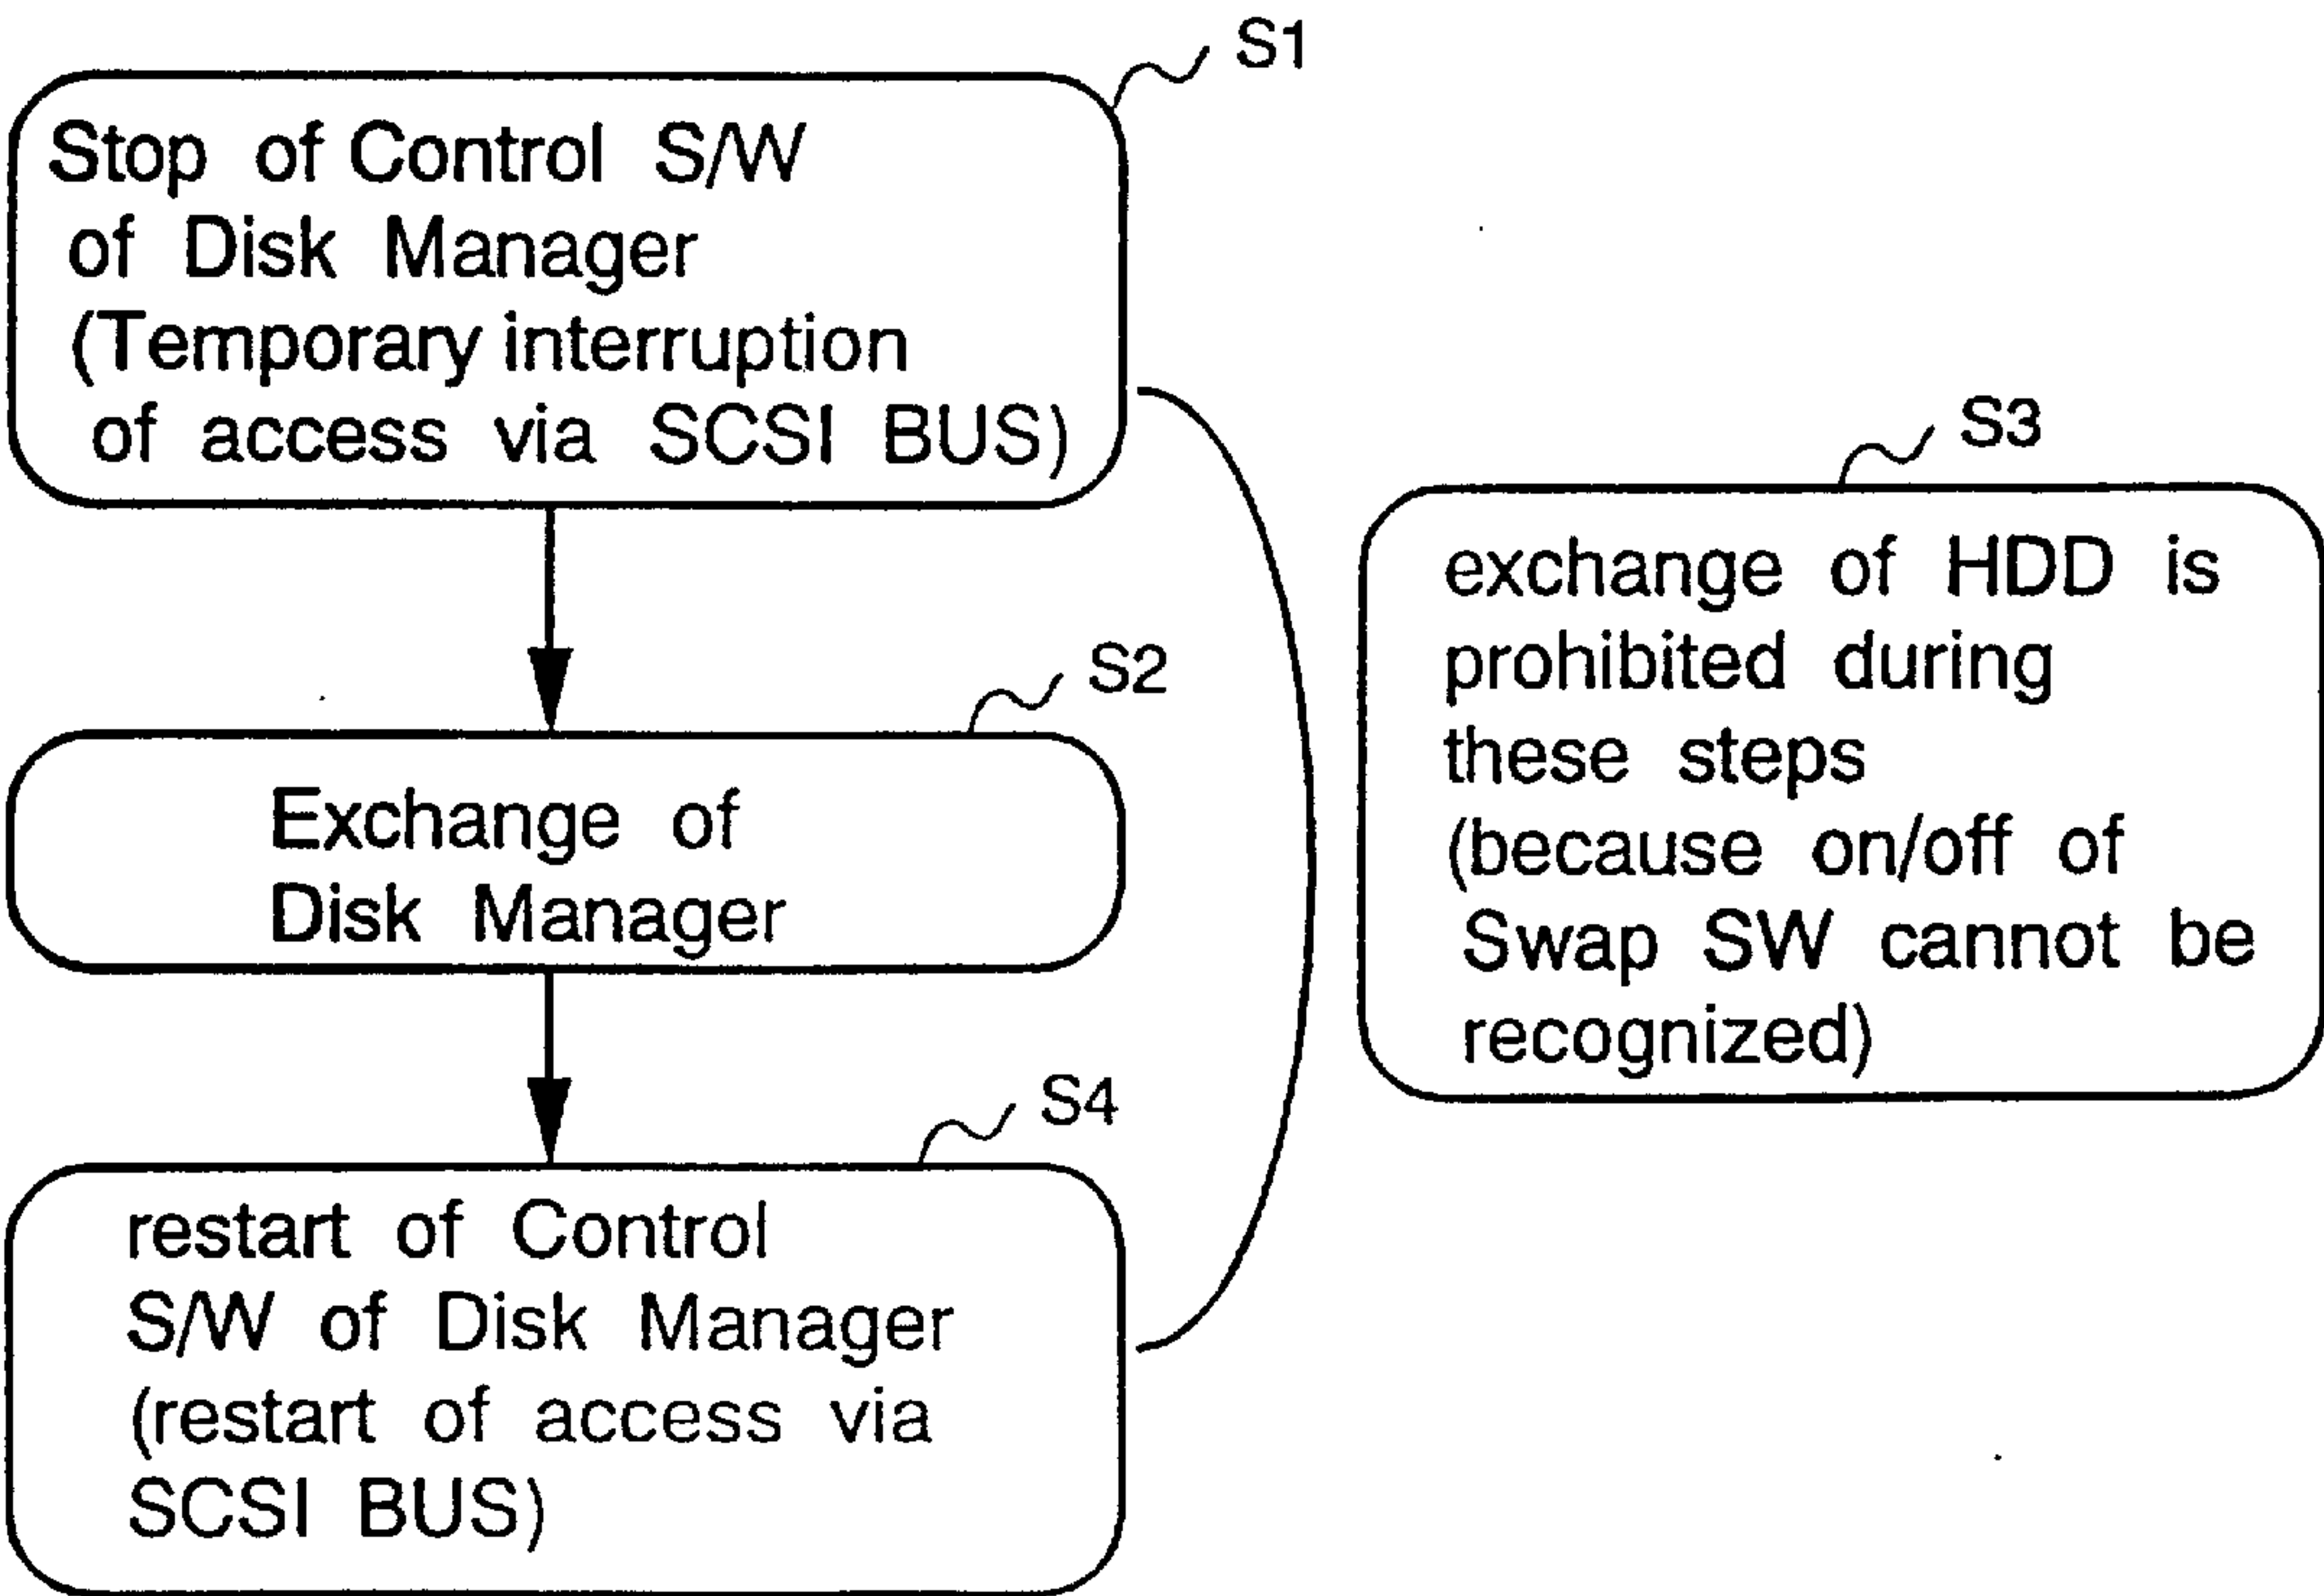 S1
Stop of Control S/W
of Disk Manager
(Temporary interruption
of access via SCSI BUS)
S2
Exchange of
Disk Manager
S3
exchange of HDD is
prohibited during
these steps
(because on/off of
Swap SW cannot be
recognized)
S4
restart of Control
S/W of Disk Manager
(restart of access via
SCSI BUS)